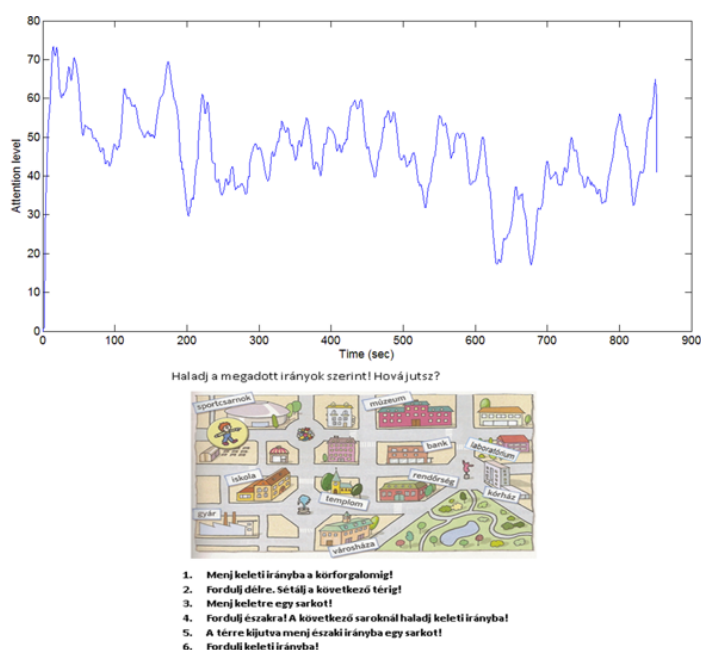 80
70
60
50
40
30
20
10
0
Attention level
0 100 200 300 400 500 600 700 800 900
Time (sec)
Haladj a megadott irányok szerint! Hová jutsz?
sportcsarnok
múzeum
bank
laboratórium
iskola
rendőrség
kórház
templom
gyár
városháza
1. Menj keleti irányba a körforgalomig!
2. Fordulj délre. Sétálj a következő térig!
3. Menj keletre egy sarkot!
4. Fordulj északra! A következő saroknál haladj keleti irányba!
5. A térre kijutva menj északi irányba egy sarkot!
6. Fordulj keleti irányba!